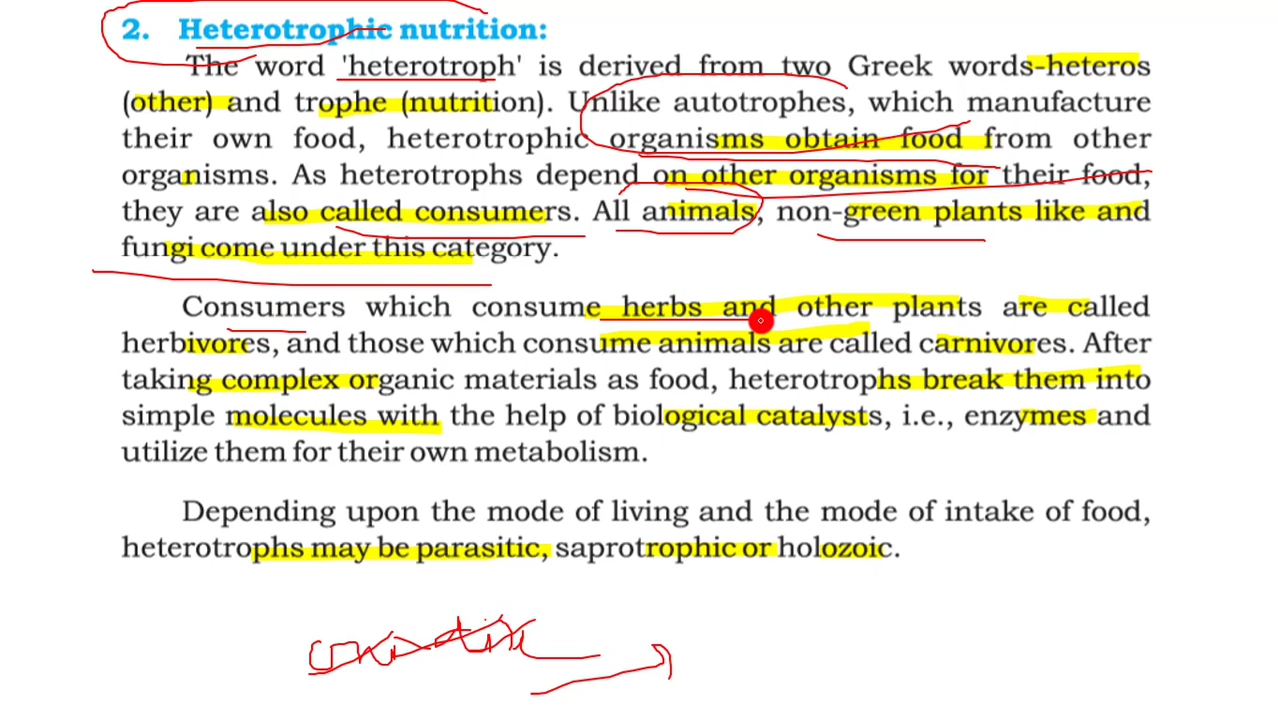 2. Heterotrophic nutrition:
The word 'heterotroph' is derived from two Greek words-heteros
(other) and trophe (nutrition). Unlike autotrophes, which manufacture
their own food, heterotrophic organisms obtain food from other
organisms. As heterotrophs depend on other organisms for their food,
they are also called consumers. All animals, non-green plants like and
fungi come under this category.
Consumers which consume herbs and other plants are called
herbivores, and those which consume animals are called carnivores. After
taking complex organic materials as food, heterotrophs break them into
simple molecules with the help of biological catalysts, i.e., enzymes and
utilize them for their own metabolism.
Depending upon the mode of living and the mode of intake of food,
heterotrophs may be parasitic, saprotrophic or holozoic.